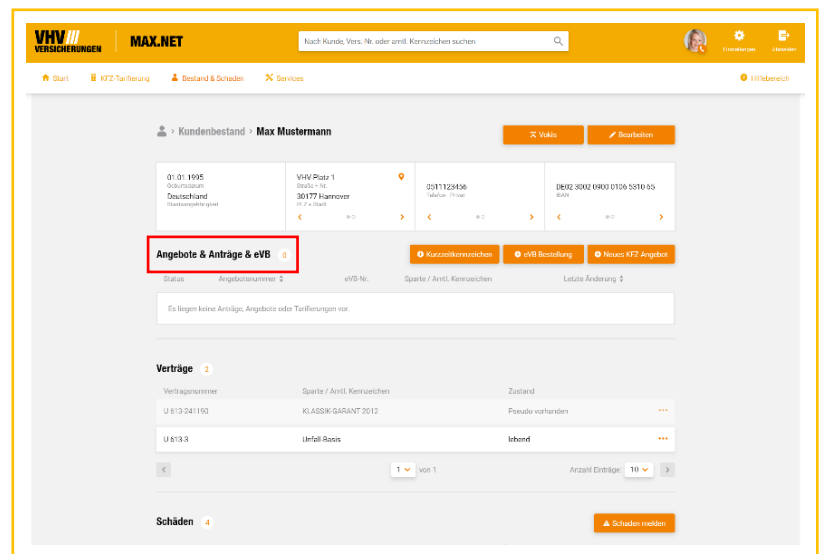 VHV
VERSICHERUNGEN
MAX.NET
Nach Kunde, Vers. Nr. oder amtl. Kennzeichen suchen
Einstellungen
Abmelden
Start
KFZ-Tarifierung
Bestand & Schaden
Services
Hilfebereich
> Kundenbestand > Max Mustermann
Vokis
Bearbeiten
01.01.1995
Geburtsdatum
Deutschland
Staatsangehörigkeit
VHV-Platz 1
Straße + Nr.
30177 Hannover
PLZ + Stadt
0511123456
Telefon Privat
DE02 3002 0900 0106 5310 65
IBAN
Angebote & Anträge & eVB 0
Kurzzeitkennzeichen
eVB Bestellung
Neues KFZ-Angebot
Status Angebotsnummer eVB-Nr. Sparte / Amtl. Kennzeichen Letzte Änderung
Es liegen keine Anträge, Angebote oder Tarifierungen vor.
Verträge 2
Vertragsnummer Sparte / Amtl. Kennzeichen Zustand
U 613-241190 KLASSIK-GARANT 2012 Pseudo vorhanden
U 613-3 Unfall-Basis lebend
1 von 1 Anzahl Einträge: 10
Schäden 4
Schaden melden